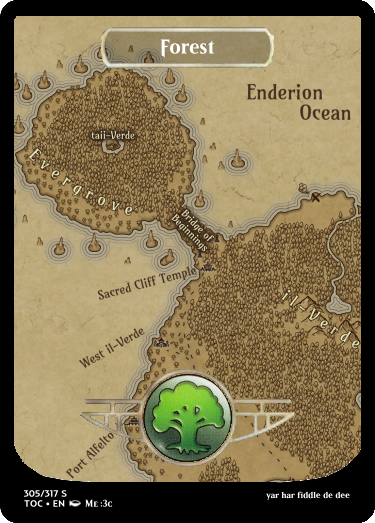 Forest
Enderion
Ocean
taii-Verde
Evergrove
Bridge of
Beginnings
Sacred Cliff Temple
il-Verde
West il-Verde
Port Alfeito
305/317 S
TOC • EN ME :3c
yar har fiddle de dee